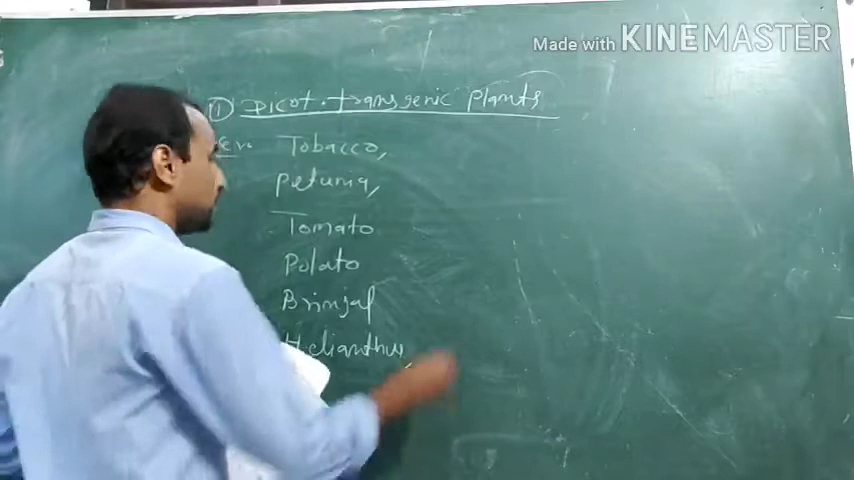 Made with KINEMASTER
① Dicot. transgenic plants
Ex. Tobacco,
petunia,
Tomato
Potato
Brinjal
Helianthus